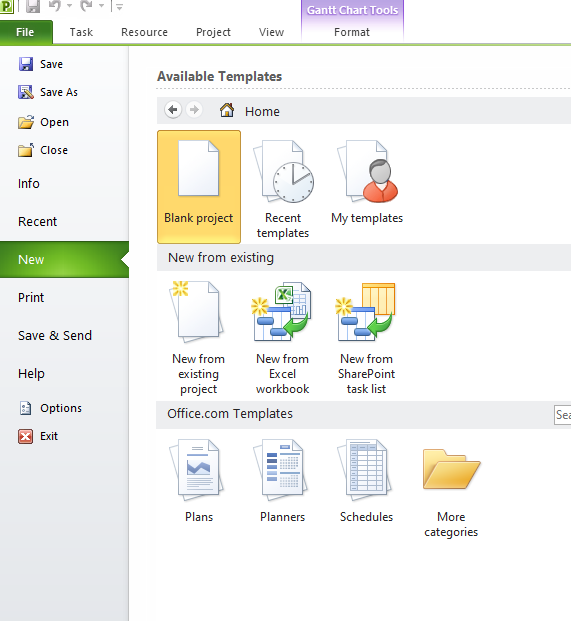 P
Gantt Chart Tools
File Task Resource Project View Format
Save
Save As
Open
Close
Info
Recent
New
Print
Save & Send
Help
Options
Exit
Available Templates
Home
Blank project
Recent
templates
My templates
New from existing
New from
existing
project
New from
Excel
workbook
New from
SharePoint
task list
Office.com Templates
Sea
Plans
Planners
Schedules
More
categories